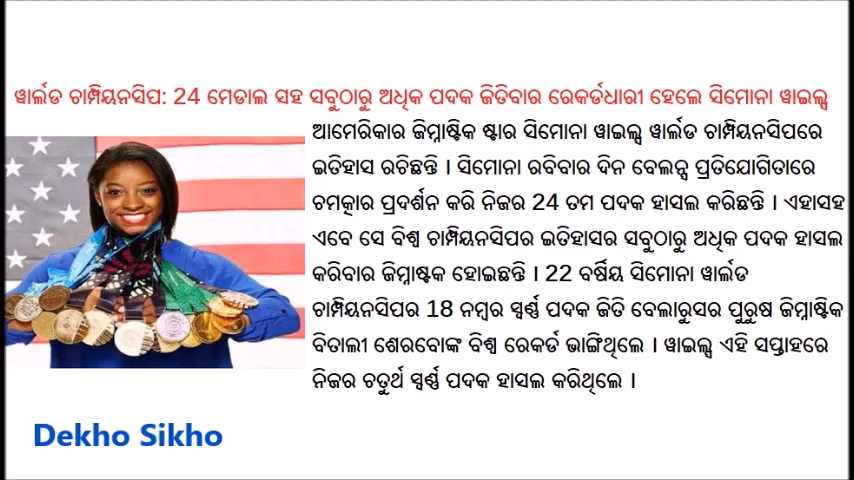 ୱାର୍ଲଡ ଚାମ୍ପିୟନସିପ: 24 ମେଡାଲ ସହ ସବୁଠାରୁ ଅଧିକ ପଦକ ଜିତିବାର ରେକର୍ଡଧାରୀ ହେଲେ ସିମୋନା ୱାଇଲ୍ସ
ଆମେରିକାର ଜିମ୍ନାଷ୍ଟିକ ଷ୍ଟାର ସିମୋନା ୱାଇଲ୍ସ ୱାର୍ଲଡ ଚାମ୍ପିୟନସିପରେ
ଇତିହାସ ରଚିଛନ୍ତି । ସିମୋନା ରବିବାର ଦିନ ବେଲନ୍ସ ପ୍ରତିଯୋଗିତାରେ
ଚମତ୍କାର ପ୍ରଦର୍ଶନ କରି ନିଜର 24 ତମ ପଦକ ହାସଲ କରିଛନ୍ତି । ଏହାସହ
ଏବେ ସେ ବିଶ୍ୱ ଚାମ୍ପିୟନସିପର ଇତିହାସର ସବୁଠାରୁ ଅଧିକ ପଦକ ହାସଲ
କରିବାର ଜିମ୍ନାଷ୍ଟକ ହୋଇଛନ୍ତି । 22 ବର୍ଷିୟ ସିମୋନା ୱାର୍ଲଡ
ଚାମ୍ପିୟନସିପର 18 ନମ୍ବର ସ୍ୱର୍ଣ୍ଣ ପଦକ ଜିତି ବେଲାରୁସର ପୁରୁଷ ଜିମ୍ନାଷ୍ଟିକ
ବିତାଲୀ ଶେରବୋଙ୍କ ବିଶ୍ୱ ରେକର୍ଡ ଭାଙ୍ଗିଥିଲେ । ୱାଇଲ୍ସ ଏହି ସପ୍ତାହରେ
ନିଜର ଚତୁର୍ଥ ସ୍ୱର୍ଣ୍ଣ ପଦକ ହାସଲ କରିଥିଲେ ।
Dekho Sikho